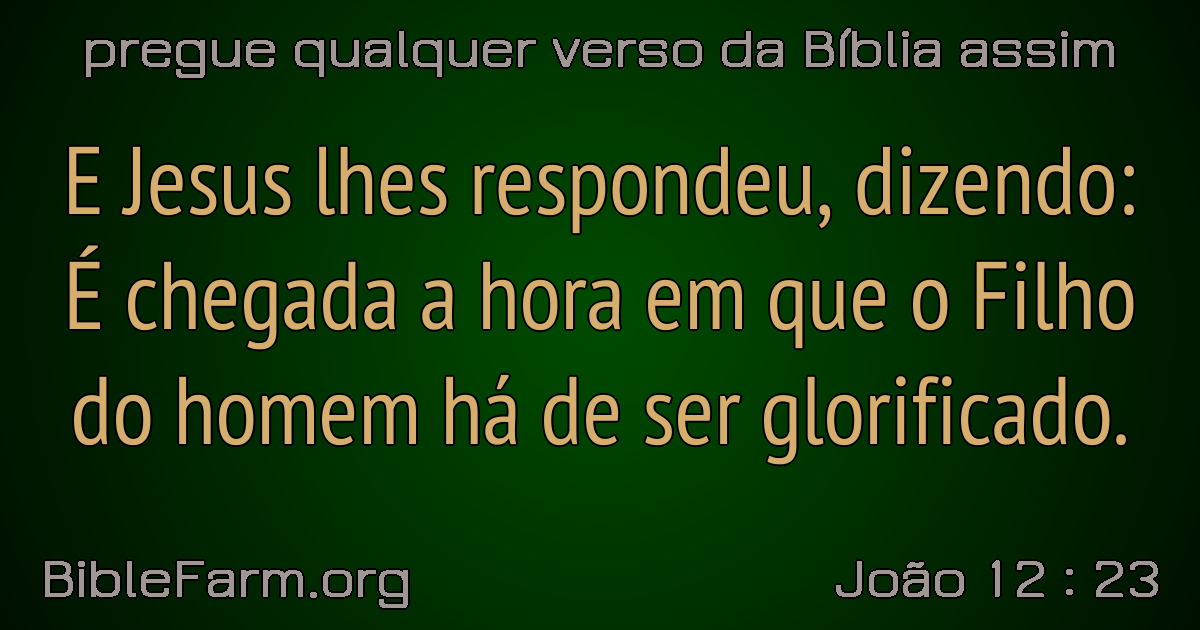 pregue qualquer verso da Bíblia assim
E Jesus lhes respondeu, dizendo:
É chegada a hora em que o Filho
do homem há de ser glorificado.
BibleFarm.org
João 12 : 23